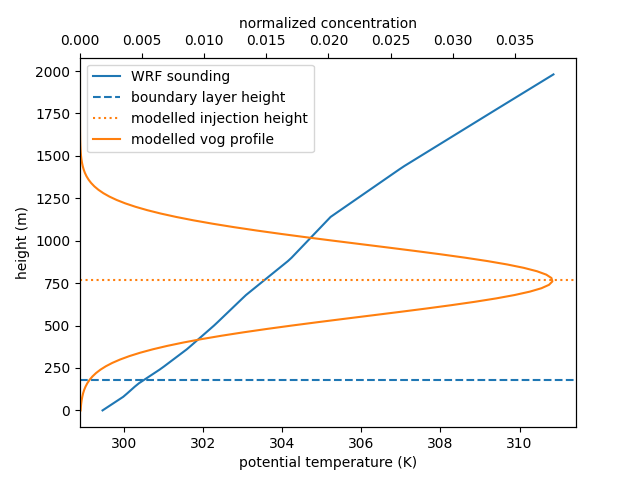 normalized concentration
0.000 0.005 0.010 0.015 0.020 0.025 0.030 0.035
WRF sounding
boundary layer height
modelled injection height
modelled vog profile
height (m)
2000
1750
1500
1250
1000
750
500
250
0
300 302 304 306 308 310
potential temperature (K)